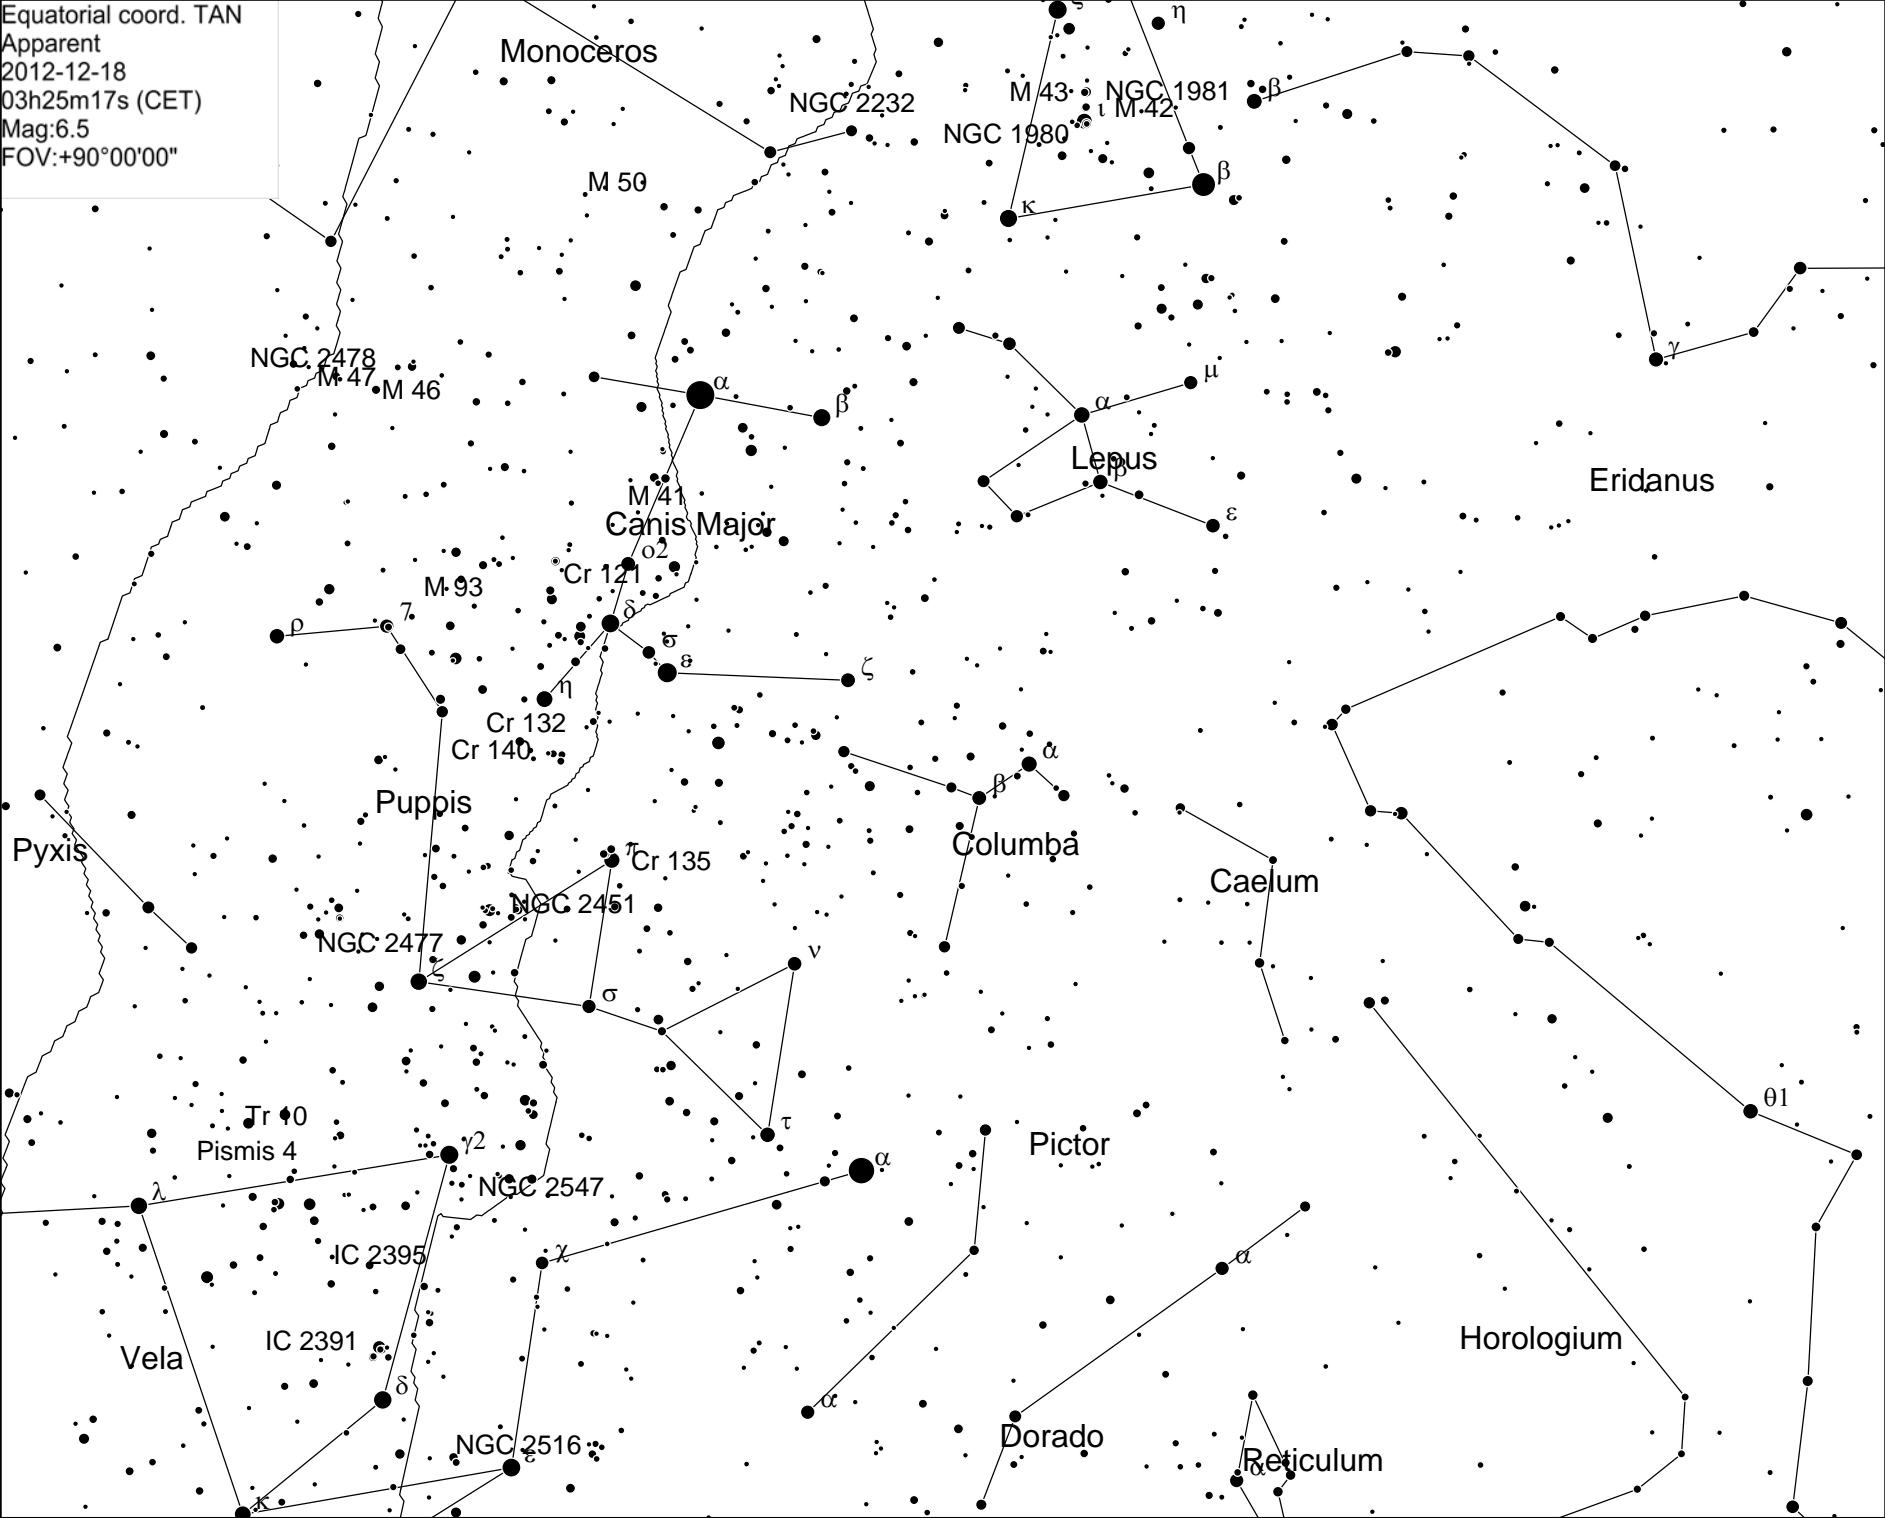 Equatorial coord. TAN
Apparent
2012-12-18
03h25m17s (CET)
Mag:6.5
FOV:+90°00'00"
ζ
η
Monoceros
M 43
NGC 1981
β
NGC 2232
ι M 42
NGC 1980
M 50
β
κ
γ
NGC 2478
M 47
M 46
α
β
μ
α
Lepus
β
Eridanus
M 41
ε
Canis Major
ο2
Cr 121
M 93
7
δ
ρ
σ
ε
ζ
η
Cr 132
Cr 140
α
β
Puppis
Pyxis
Columba
π
Cr 135
Caelum
NGC 2451
NGC 2477
ν
ζ
σ
θ1
Tr 10
τ
Pismis 4
γ2
Pictor
α
NGC 2547
λ
IC 2395
χ
α
IC 2391
Horologium
Vela
δ
α
Dorado
NGC 2516
ε
Reticulum
α
κ